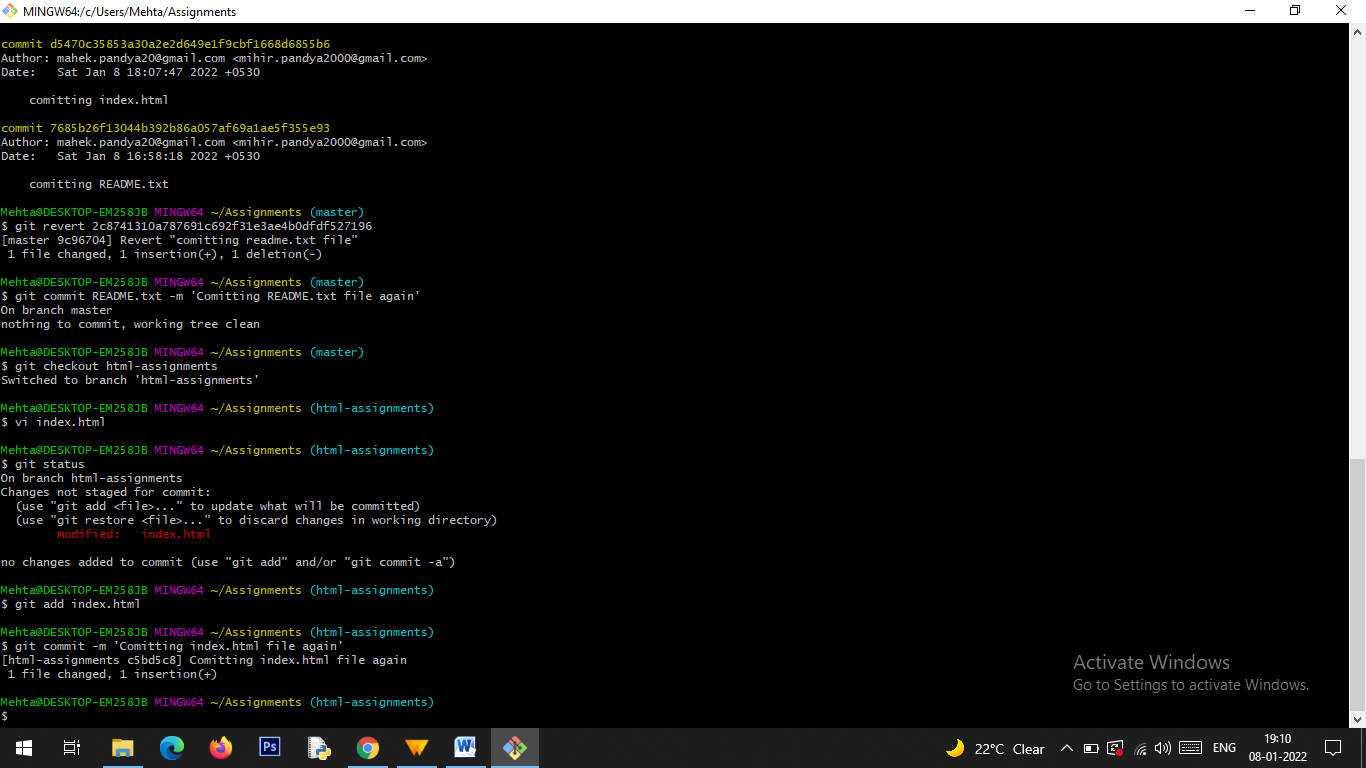 MINGW64:/c/Users/Mehta/Assignments
commit d5470c35853a30a2e2d649e1f9cbf1668d6855b6
Author: mahek.pandya20@gmail.com <mihir.pandya2000@gmail.com>
Date:   Sat Jan 8 18:07:47 2022 +0530
comitting index.html
commit 7685b26f13044b392b86a057af69a1ae5f355e93
Author: mahek.pandya20@gmail.com <mihir.pandya2000@gmail.com>
Date:   Sat Jan 8 16:58:18 2022 +0530
comitting README.txt
Mehta@DESKTOP-EM258JB MINGW64 ~/Assignments (master)
$ git revert 2c8741310a787691c692f31e3ae4b0dfdf527196
[master 9c96704] Revert "comitting readme.txt file"
1 file changed, 1 insertion(+), 1 deletion(-)
Mehta@DESKTOP-EM258JB MINGW64 ~/Assignments (master)
$ git commit README.txt -m 'Comitting README.txt file again'
On branch master
nothing to commit, working tree clean
Mehta@DESKTOP-EM258JB MINGW64 ~/Assignments (master)
$ git checkout html-assignments
Switched to branch 'html-assignments'
Mehta@DESKTOP-EM258JB MINGW64 ~/Assignments (html-assignments)
$ vi index.html
Mehta@DESKTOP-EM258JB MINGW64 ~/Assignments (html-assignments)
$ git status
On branch html-assignments
Changes not staged for commit:
(use "git add <file>..." to update what will be committed)
(use "git restore <file>..." to discard changes in working directory)
modified:   index.html
no changes added to commit (use "git add" and/or "git commit -a")
Mehta@DESKTOP-EM258JB MINGW64 ~/Assignments (html-assignments)
$ git add index.html
Mehta@DESKTOP-EM258JB MINGW64 ~/Assignments (html-assignments)
$ git commit -m 'Comitting index.html file again'
[html-assignments c5bd5c8] Comitting index.html file again
1 file changed, 1 insertion(+)
Mehta@DESKTOP-EM258JB MINGW64 ~/Assignments (html-assignments)
$
Activate Windows
Go to Settings to activate Windows.
Ps
W
22°C Clear
ENG
19:10
08-01-2022